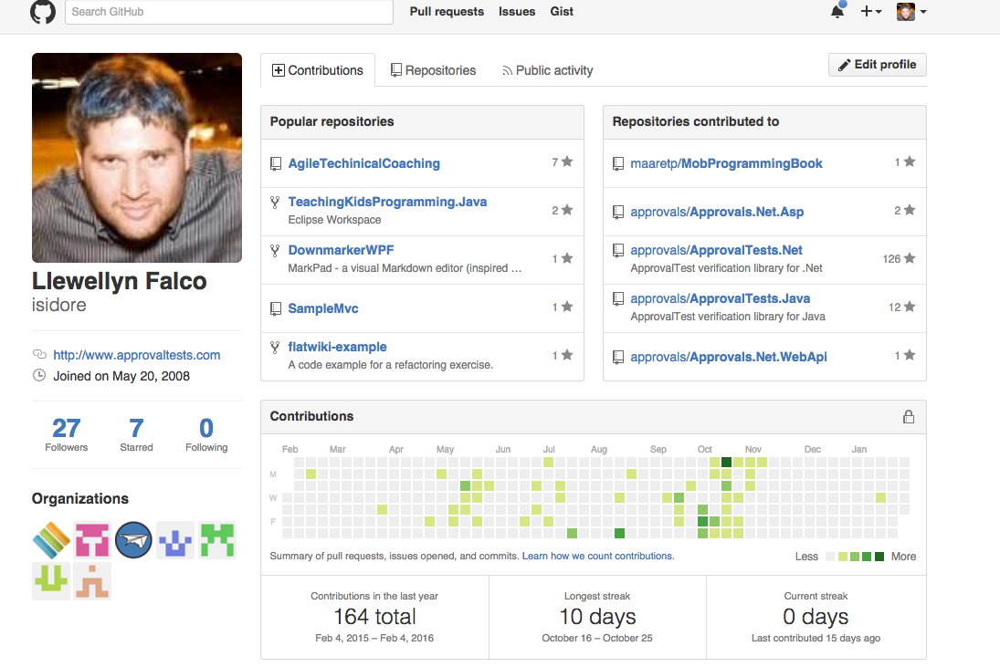 Search GitHub
Pull requests Issues Gist
Contributions Repositories Public activity
Edit profile
Llewellyn Falco
isidore
http://www.approvaltests.com
Joined on May 20, 2008
27 7 0
Followers Starred Following
Organizations
Popular repositories
AgileTechinicalCoaching 7
TeachingKidsProgramming.Java 2
Eclipse Workspace
DownmarkerWPF 1
MarkPad - a visual Markdown editor (inspired …
SampleMvc 1
flatwiki-example 1
A code example for a refactoring exercise.
Repositories contributed to
maaretp/MobProgrammingBook 1
approvals/Approvals.Net.Asp 2
approvals/ApprovalTests.Net 126
ApprovalTest verification library for .Net
approvals/ApprovalTests.Java 12
ApprovalTest verification library for Java
approvals/Approvals.Net.WebApi 1
Contributions
Feb Mar Apr May Jun Jul Aug Sep Oct Nov Dec Jan
M
W
F
Summary of pull requests, issues opened, and commits. Learn how we count contributions.
Less More
Contributions in the last year
164 total
Feb 4, 2015 – Feb 4, 2016
Longest streak
10 days
October 16 – October 25
Current streak
0 days
Last contributed 15 days ago